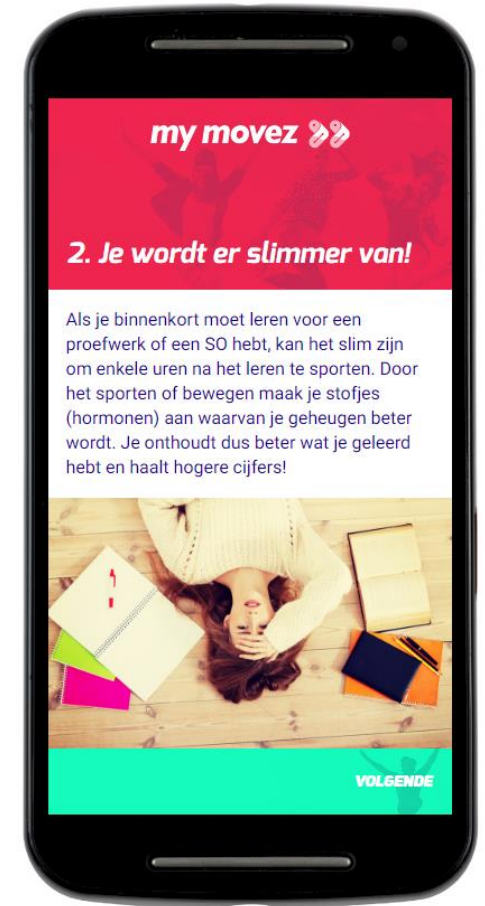 my movez
2. Je wordt er slimmer van!
Als je binnenkort moet leren voor een
proefwerk of een SO hebt, kan het slim zijn
om enkele uren na het leren te sporten. Door
het sporten of bewegen maak je stofjes
(hormonen) aan waarvan je geheugen beter
wordt. Je onthoudt dus beter wat je geleerd
hebt en haalt hogere cijfers!
VOLGENDE